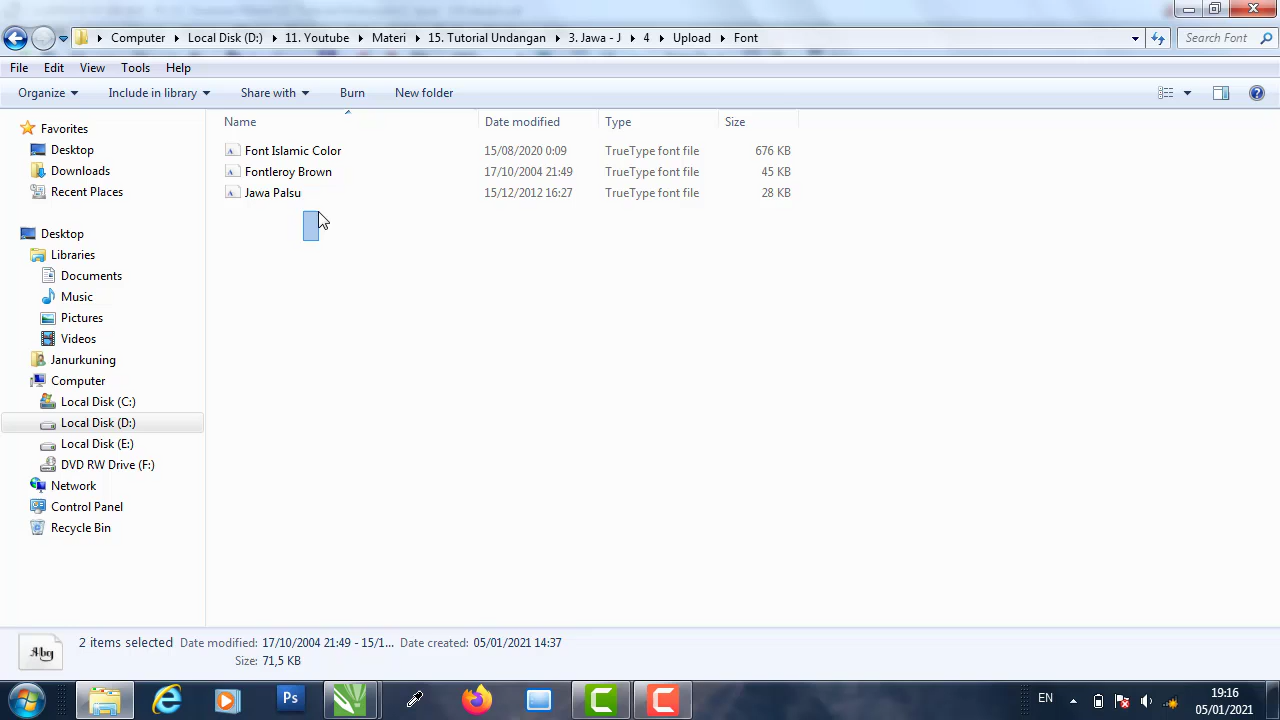 Computer Local Disk (D:) 11. Youtube Materi 15. Tutorial Undangan 3. Jawa - J 4 Upload Font
Search Font
File Edit View Tools Help
Organize Include in library Share with Burn New folder
Name Date modified Type Size
Favorites
Desktop
Downloads
Recent Places
Desktop
Libraries
Documents
Music
Pictures
Videos
Janurkuning
Computer
Local Disk (C:)
Local Disk (D:)
Local Disk (E:)
DVD RW Drive (F:)
Network
Control Panel
Recycle Bin
Font Islamic Color 15/08/2020 0:09 TrueType font file 676 KB
Fontleroy Brown 17/10/2004 21:49 TrueType font file 45 KB
Jawa Palsu 15/12/2012 16:27 TrueType font file 28 KB
2 items selected Date modified: 17/10/2004 21:49 - 15/1... Date created: 05/01/2021 14:37
Size: 71,5 KB
Abg
Ps
EN
19:16
05/01/2021